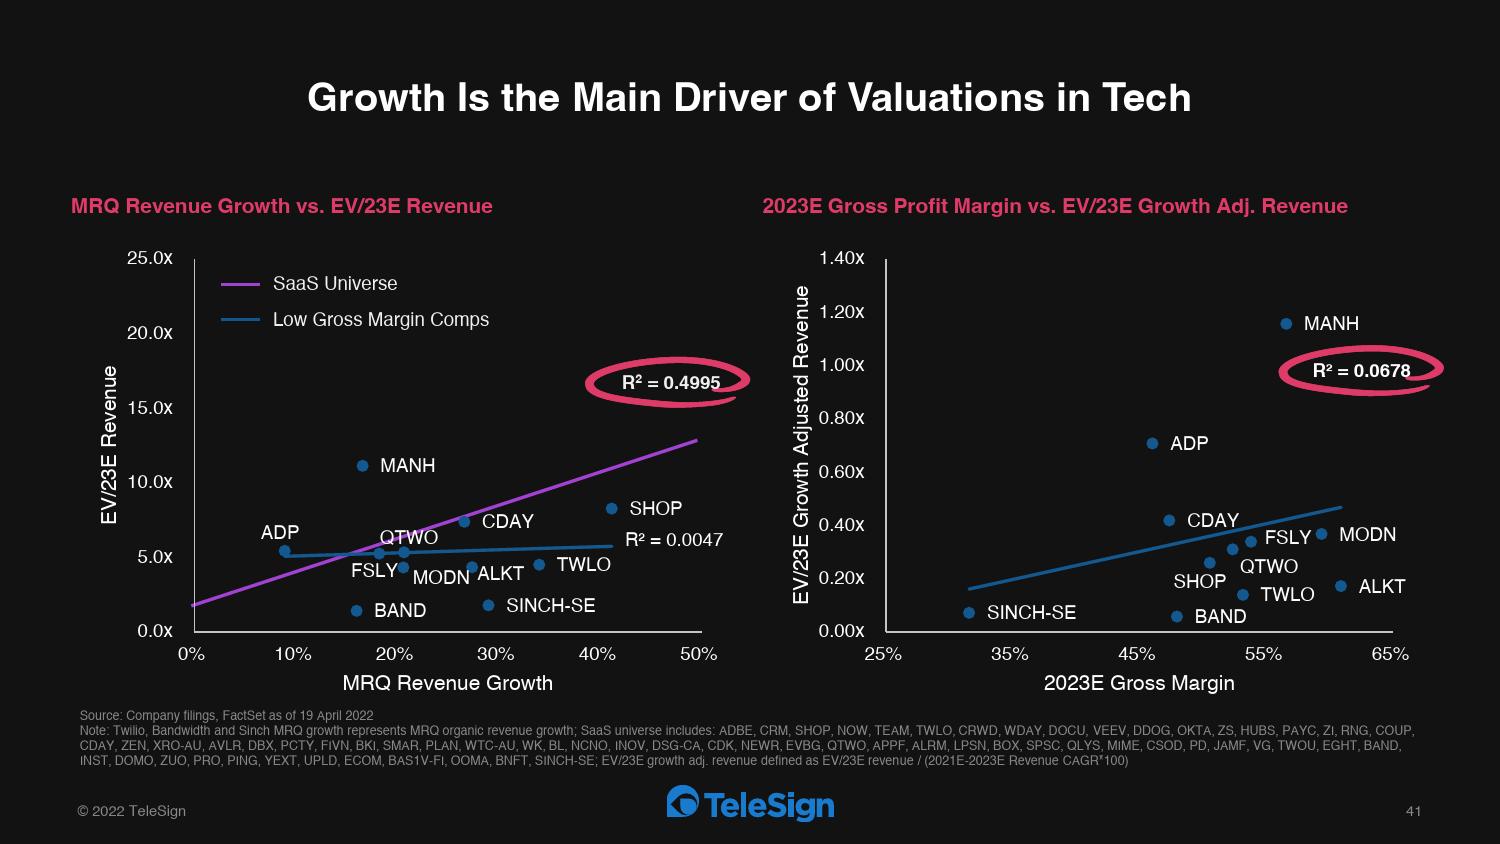 Growth Is the Main Driver of Valuations in Tech
MRQ Revenue Growth vs. EV/23E Revenue
25.0x
20.0x
15.0x
10.0x
5.0x
0.0x
EV/23E Revenue
SaaS Universe
Low Gross Margin Comps
R² = 0.4995
MANH
SHOP
CDAY
R² = 0.0047
ADP
QTWO
FSLY
MODN
ALKT
TWLO
BAND
SINCH-SE
0%
10%
20%
30%
40%
50%
MRQ Revenue Growth
2023E Gross Profit Margin vs. EV/23E Growth Adj. Revenue
1.40x
1.20x
1.00x
0.80x
0.60x
0.40x
0.20x
0.00x
EV/23E Growth Adjusted Revenue
MANH
R² = 0.0678
ADP
CDAY
FSLY
MODN
QTWO
SHOP
ALKT
TWLO
SINCH-SE
BAND
25%
35%
45%
55%
65%
2023E Gross Margin
Source: Company filings, FactSet as of 19 April 2022
Note: Twilio, Bandwidth and Sinch MRQ growth represents MRQ organic revenue growth; SaaS universe includes: ADBE, CRM, SHOP, NOW, TEAM, TWLO, CRWD, WDAY, DOCU, VEEV, DDOG, OKTA, ZS, HUBS, PAYC, ZI, RNG, COUP,
CDAY, ZEN, XRO-AU, AVLR, DBX, PCTY, FIVN, BKI, SMAR, PLAN, WTC-AU, WK, BL, NCNO, INOV, DSG-CA, CDK, NEWR, EVBG, QTWO, APPF, ALRM, LPSN, BOX, SPSC, QLYS, MIME, CSOD, PD, JAMF, VG, TWOU, EGHT, BAND,
INST, DOMO, ZUO, PRO, PING, YEXT, UPLD, ECOM, BAS1V-FI, OOMA, BNFT, SINCH-SE; EV/23E growth adj. revenue defined as EV/23E revenue / (2021E-2023E Revenue CAGR*100)
© 2022 TeleSign
TeleSign
41